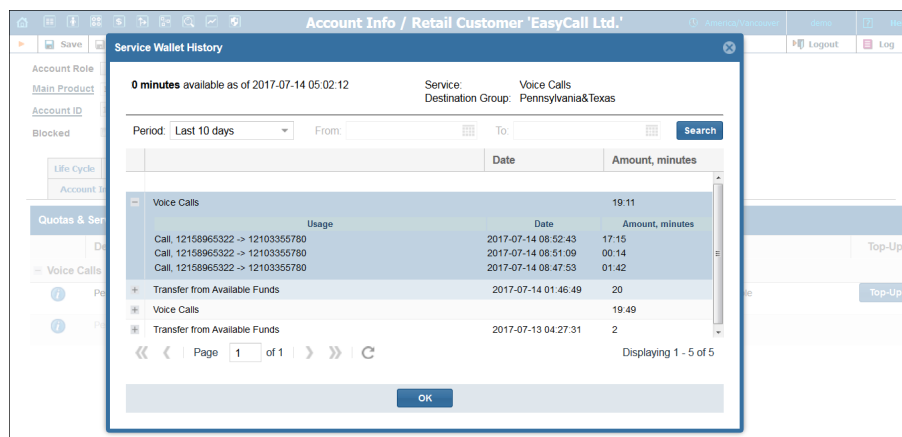 Account Info / Retail Customer 'EasyCall Ltd.'
America/Vancouver
demo
Save
Logout
Log
Service Wallet History
Account Role
Main Product
Account ID
Blocked
0 minutes available as of 2017-07-14 05:02:12
Service: Voice Calls
Destination Group: Pennsylvania&Texas
Period: Last 10 days From: To: Search
Date Amount, minutes
Life Cycle
Account
Voice Calls 19:11
Quotas &
Usage Date Amount, minutes
Call, 12158965322 -> 12103355780 2017-07-14 08:52:43 17:15
Call, 12158965322 -> 12103355780 2017-07-14 08:51:09 00:14
Call, 12158965322 -> 12103355780 2017-07-14 08:47:53 01:42
Top-Up
Voice Calls
Transfer from Available Funds 2017-07-14 01:46:49 20
Top-Up
Voice Calls 19:49
Transfer from Available Funds 2017-07-13 04:27:31 2
Page 1 of 1 Displaying 1 - 5 of 5
OK